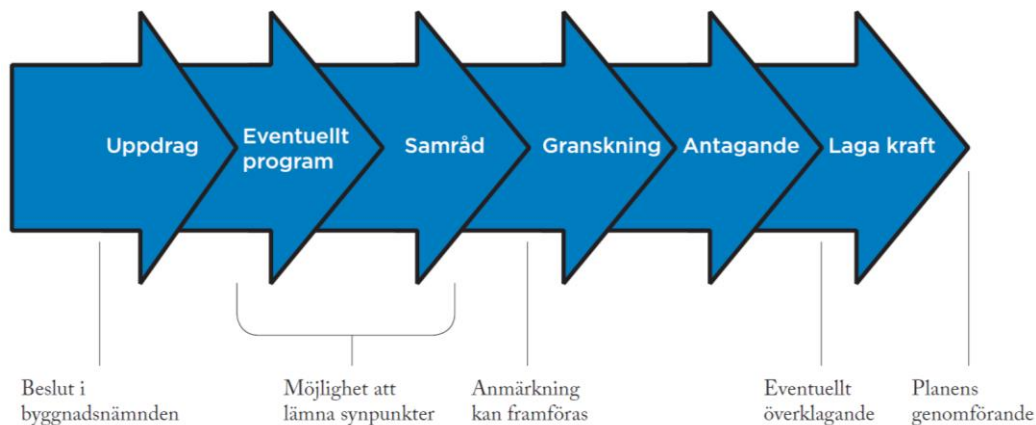 Uppdrag
Eventuellt
program
Samråd
Granskning
Antagande
Laga kraft
Beslut i
byggnadsnämnden
Möjlighet att
lämna synpunkter
Anmärkning
kan framföras
Eventuellt
överklagande
Planens
genomförande